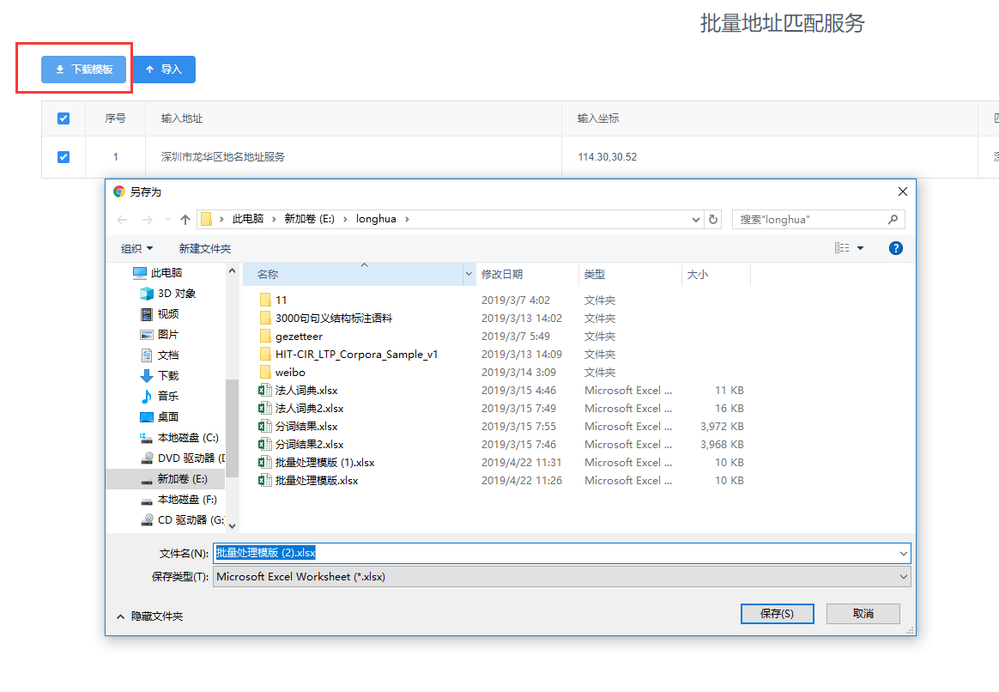 批量地址匹配服务
下载模板 导入
序号 输入地址 输入坐标
1 深圳市龙华区地名地址服务 114.30,30.52
另存为
此电脑 新加卷 (E:) longhua 搜索"longhua"
组织 新建文件夹
此电脑
3D 对象
视频
图片
文档
下载
音乐
桌面
本地磁盘 (C:)
DVD 驱动器 (
新加卷 (E:)
本地磁盘 (F:)
CD 驱动器 (G:
名称 修改日期 类型 大小
11 2019/3/7 4:02 文件夹
3000句句义结构标注语料 2019/3/13 14:02 文件夹
gezetteer 2019/3/7 5:49 文件夹
HIT-CIR_LTP_Corpora_Sample_v1 2019/3/13 14:09 文件夹
weibo 2019/3/14 3:09 文件夹
法人词典.xlsx 2019/3/15 4:46 Microsoft Excel ... 11 KB
法人词典2.xlsx 2019/3/15 7:49 Microsoft Excel ... 16 KB
分词结果.xlsx 2019/3/15 7:55 Microsoft Excel ... 3,972 KB
分词结果2.xlsx 2019/3/15 7:46 Microsoft Excel ... 3,968 KB
批量处理模版 (1).xlsx 2019/4/22 11:31 Microsoft Excel ... 10 KB
批量处理模版.xlsx 2019/4/22 11:26 Microsoft Excel ... 10 KB
文件名(N): 批量处理模版 (2).xlsx
保存类型(T): Microsoft Excel Worksheet (*.xlsx)
隐藏文件夹 保存(S) 取消